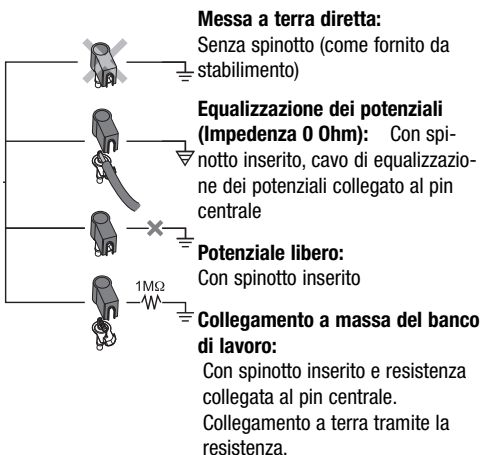 Messa a terra diretta:
Senza spinotto (come fornito da
stabilimento)
Equalizzazione dei potenziali
(Impedenza 0 Ohm): Con spi-
notto inserito, cavo di equalizzazio-
ne dei potenziali collegato al pin
centrale
Potenziale libero:
Con spinotto inserito
1MΩ
Collegamento a massa del banco
di lavoro:
Con spinotto inserito e resistenza
collegata al pin centrale.
Collegamento a terra tramite la
resistenza.